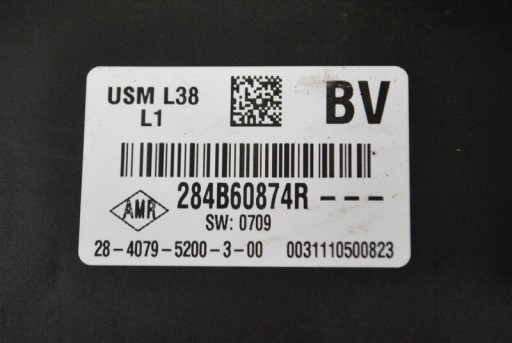 USM L38 BV
L1
284B60874R ---
AMR
SW: 0709
28-4079-5200-3-00 0031110500823